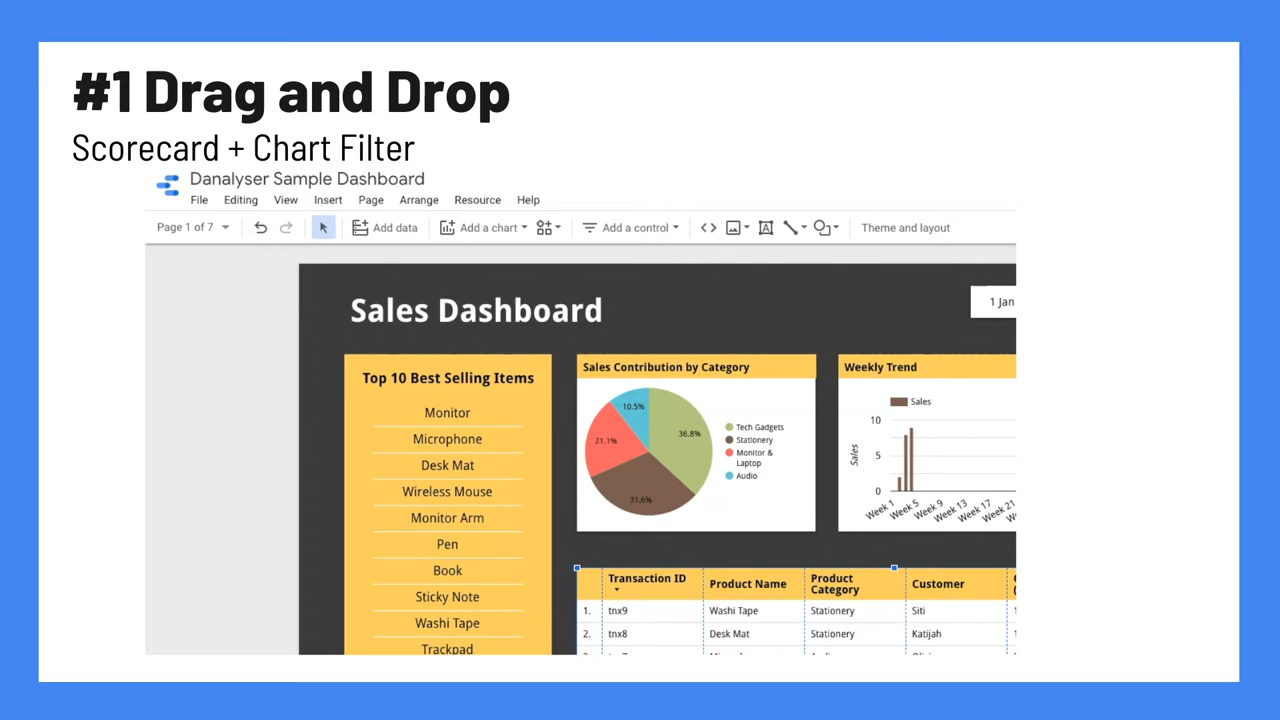 #1 Drag and Drop
Scorecard + Chart Filter
Danalyser Sample Dashboard
File Editing View Insert Page Arrange Resource Help
Page 1 of 7 Add data Add a chart Add a control Theme and layout
Sales Dashboard
1 Jan
Top 10 Best Selling Items
Monitor
Microphone
Desk Mat
Wireless Mouse
Monitor Arm
Pen
Book
Sticky Note
Washi Tape
Trackpad
Sales Contribution by Category
10.5%
36.8%
21.1%
31.6%
Tech Gadgets
Stationery
Monitor &
Laptop
Audio
Weekly Trend
Sales
10
5
0
Sales
Week 1 Week 5 Week 9 Week 13 Week 17 Week 21
Transaction ID Product Name Product Category Customer
1. tnx9 Washi Tape Stationery Siti
2. tnx8 Desk Mat Stationery Katijah